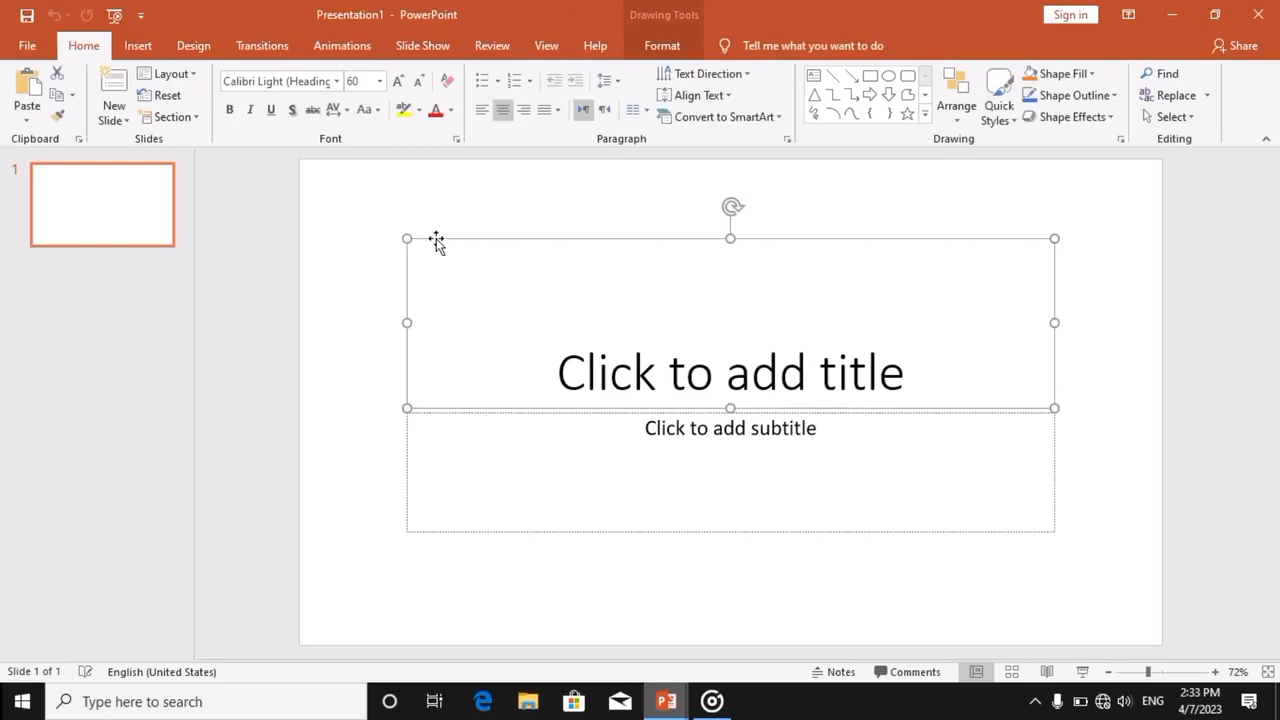 Presentation1 - PowerPoint
Drawing Tools
Sign in
File Home Insert Design Transitions Animations Slide Show Review View Help Format Tell me what you want to do Share
Paste
New Slide
Layout
Reset
Section
Calibri Light (Heading 60
B I U S abc AV Aa A
Text Direction
Align Text
Convert to SmartArt
Arrange
Quick Styles
Shape Fill
Shape Outline
Shape Effects
Find
Replace
Select
Clipboard Slides Font Paragraph Drawing Editing
1
Click to add title
Click to add subtitle
Slide 1 of 1 English (United States) Notes Comments 72%
Type here to search
ENG
2:33 PM
4/7/2023